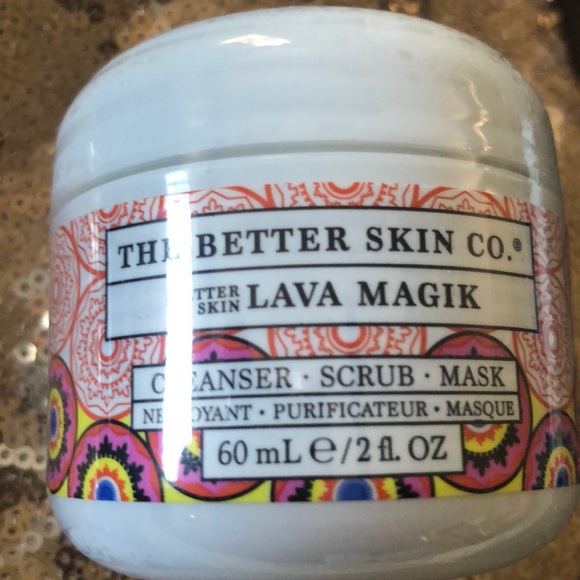 THE BETTER SKIN CO.®
BETTER
SKIN LAVA MAGIK
CLEANSER · SCRUB · MASK
NETTOYANT · PURIFICATEUR · MASQUE
60 mL ℮/2 fl. OZ